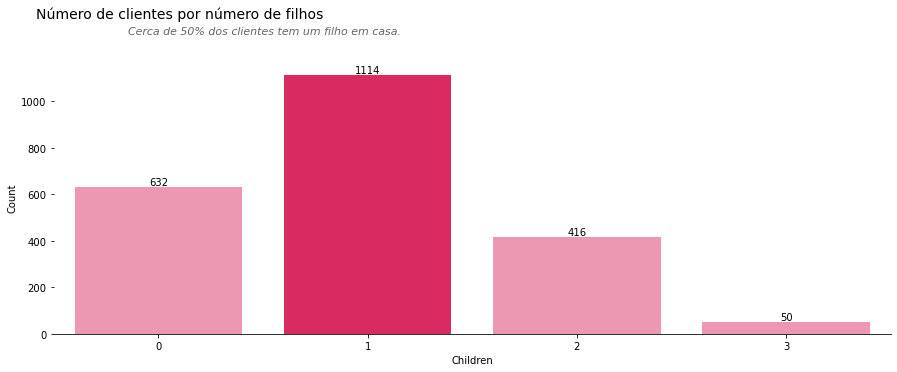 Número de clientes por número de filhos
Cerca de 50% dos clientes tem um filho em casa.
1114
1000
800
632
600
Count
416
400
200
50
0
0 1 2 3
Children